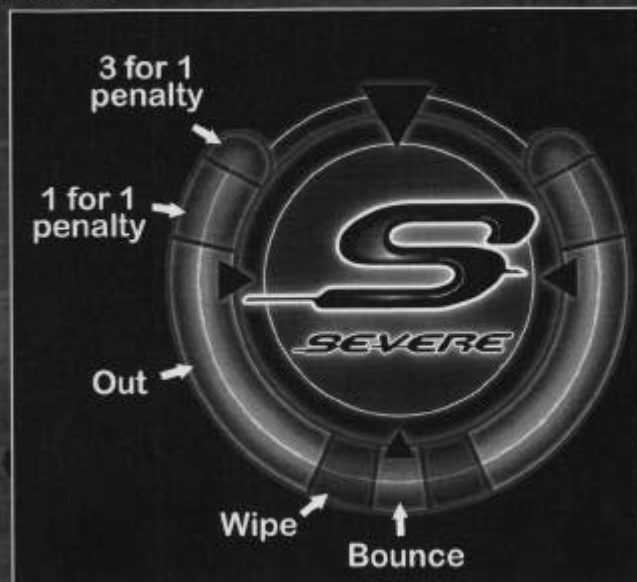 3 for 1
penalty
1 for 1
penalty
S
SEVERE
Out
Wipe
Bounce